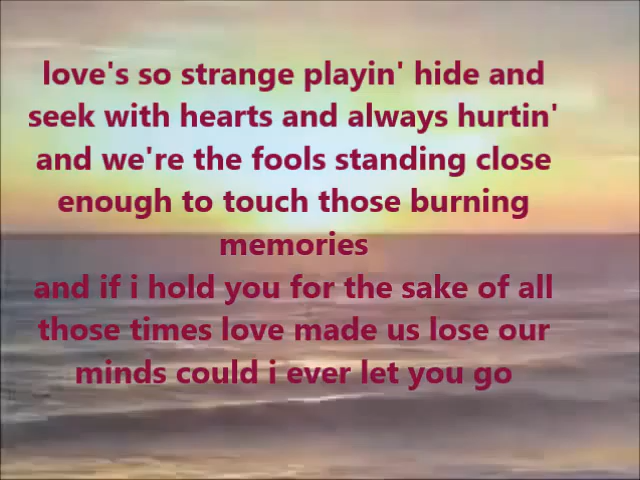 love's so strange playin' hide and
seek with hearts and always hurtin'
and we're the fools standing close
enough to touch those burning
memories
and if i hold you for the sake of all
those times love made us lose our
minds could i ever let you go